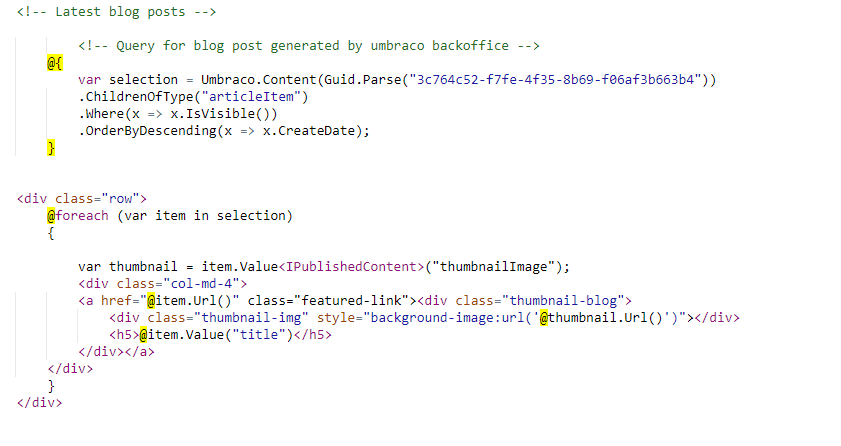 <!-- Latest blog posts -->
<!-- Query for blog post generated by umbraco backoffice -->
@{
var selection = Umbraco.Content(Guid.Parse("3c764c52-f7fe-4f35-8b69-f06af3b663b4"))
.ChildrenOfType("articleItem")
.Where(x => x.IsVisible())
.OrderByDescending(x => x.CreateDate);
}
<div class="row">
@foreach (var item in selection)
{
var thumbnail = item.Value<IPublishedContent>("thumbnailImage");
<div class="col-md-4">
<a href="@item.Url()" class="featured-link"><div class="thumbnail-blog">
<div class="thumbnail-img" style="background-image:url('@thumbnail.Url()')"></div>
<h5>@item.Value("title")</h5>
</div></a>
</div>
}
</div>